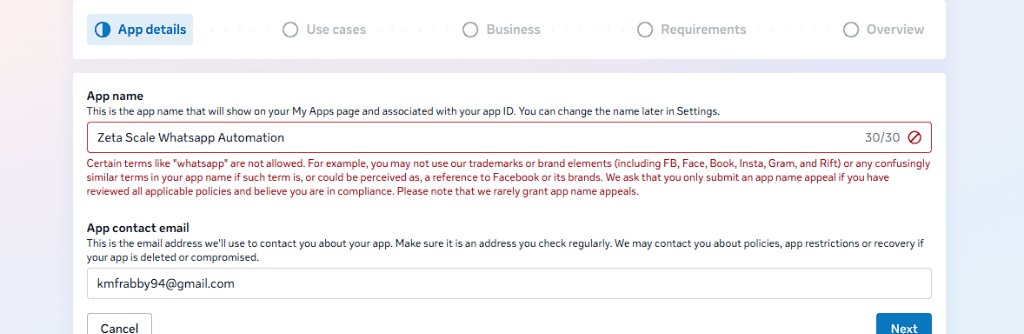 App details
Use cases
Business
Requirements
Overview
App name
This is the app name that will show on your My Apps page and associated with your app ID. You can change the name later in Settings.
Zeta Scale Whatsapp Automation
30/30
Certain terms like "whatsapp" are not allowed. For example, you may not use our trademarks or brand elements (including FB, Face, Book, Insta, Gram, and Rift) or any confusingly
similar terms in your app name if such term is, or could be perceived as, a reference to Facebook or its brands. We ask that you only submit an app name appeal if you have
reviewed all applicable policies and believe you are in compliance. Please note that we rarely grant app name appeals.
App contact email
This is the email address we'll use to contact you about your app. Make sure it is an address you check regularly. We may contact you about policies, app restrictions or recovery if
your app is deleted or compromised.
kmfrabby94@gmail.com
Cancel
Next